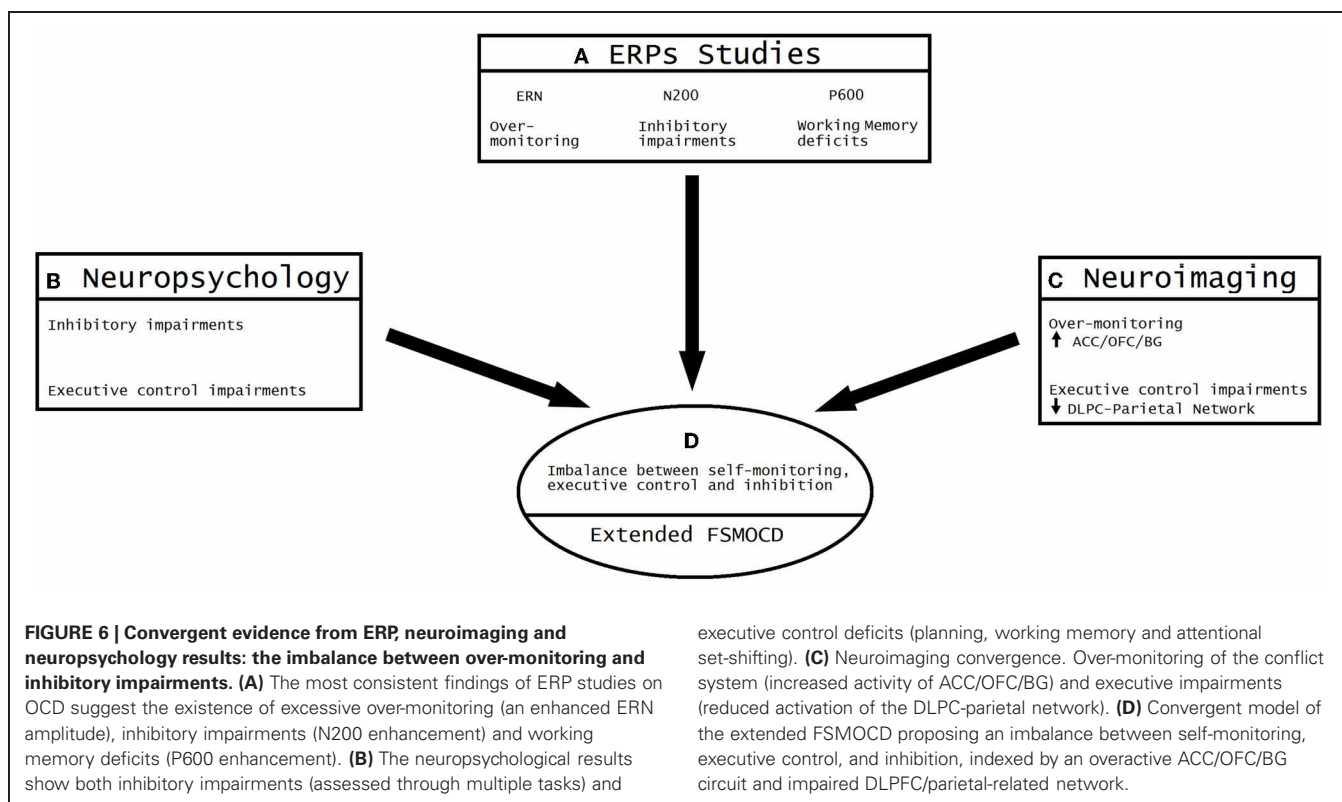 A ERPs Studies
ERN N200 P600
Over-monitoring Inhibitory impairments Working Memory deficits
B Neuropsychology
Inhibitory impairments
Executive control impairments
C Neuroimaging
Over-monitoring
↑ ACC/OFC/BG
Executive control impairments
↓ DLPC-Parietal Network
D
Imbalance between self-monitoring,
executive control and inhibition
Extended FSMOCD
FIGURE 6 | Convergent evidence from ERP, neuroimaging and
neuropsychology results: the imbalance between over-monitoring and
inhibitory impairments. (A) The most consistent findings of ERP studies on
OCD suggest the existence of excessive over-monitoring (an enhanced ERN
amplitude), inhibitory impairments (N200 enhancement) and working
memory deficits (P600 enhancement). (B) The neuropsychological results
show both inhibitory impairments (assessed through multiple tasks) and
executive control deficits (planning, working memory and attentional
set-shifting). (C) Neuroimaging convergence. Over-monitoring of the conflict
system (increased activity of ACC/OFC/BG) and executive impairments
(reduced activation of the DLPC-parietal network). (D) Convergent model of
the extended FSMOCD proposing an imbalance between self-monitoring,
executive control, and inhibition, indexed by an overactive ACC/OFC/BG
circuit and impaired DLPFC/parietal-related network.